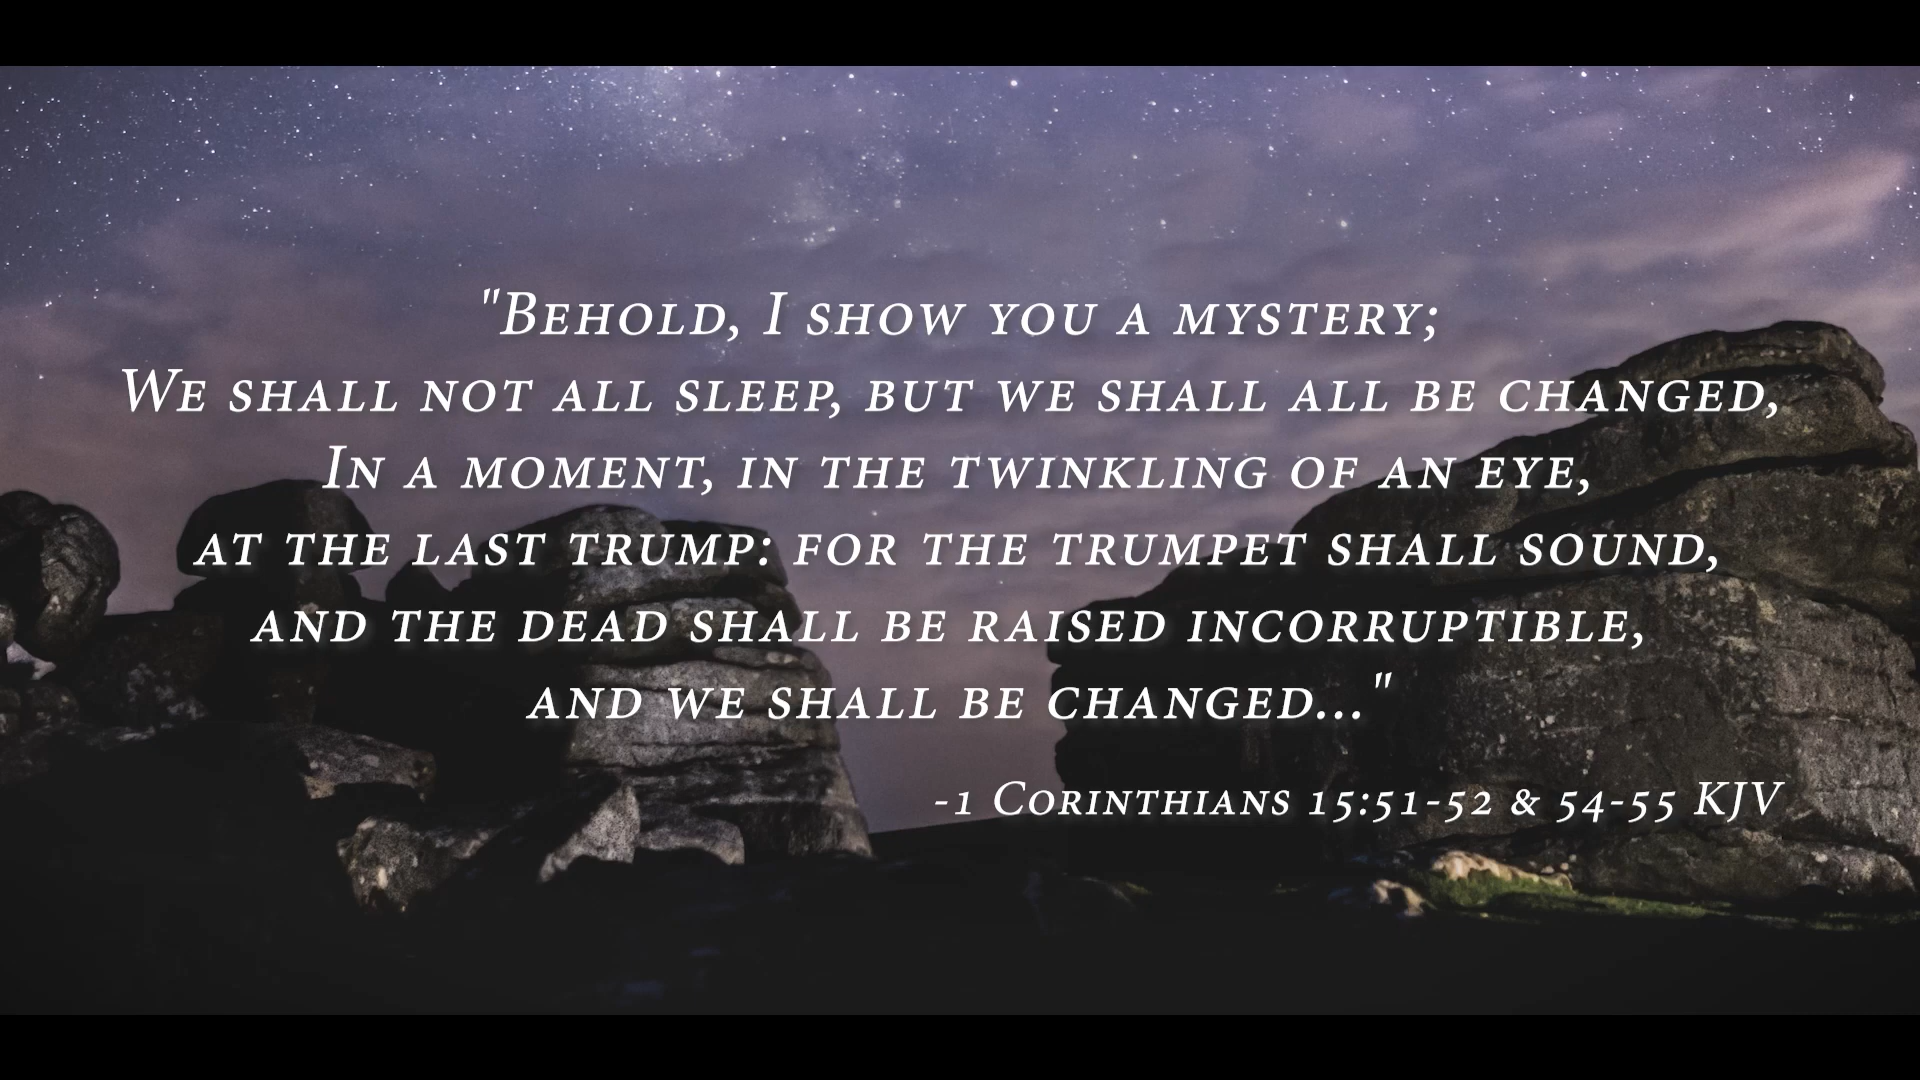 "Behold, I show you a mystery;
We shall not all sleep, but we shall all be changed,
In a moment, in the twinkling of an eye,
at the last trump: for the trumpet shall sound,
and the dead shall be raised incorruptible,
and we shall be changed..."
-1 Corinthians 15:51-52 & 54-55 KJV